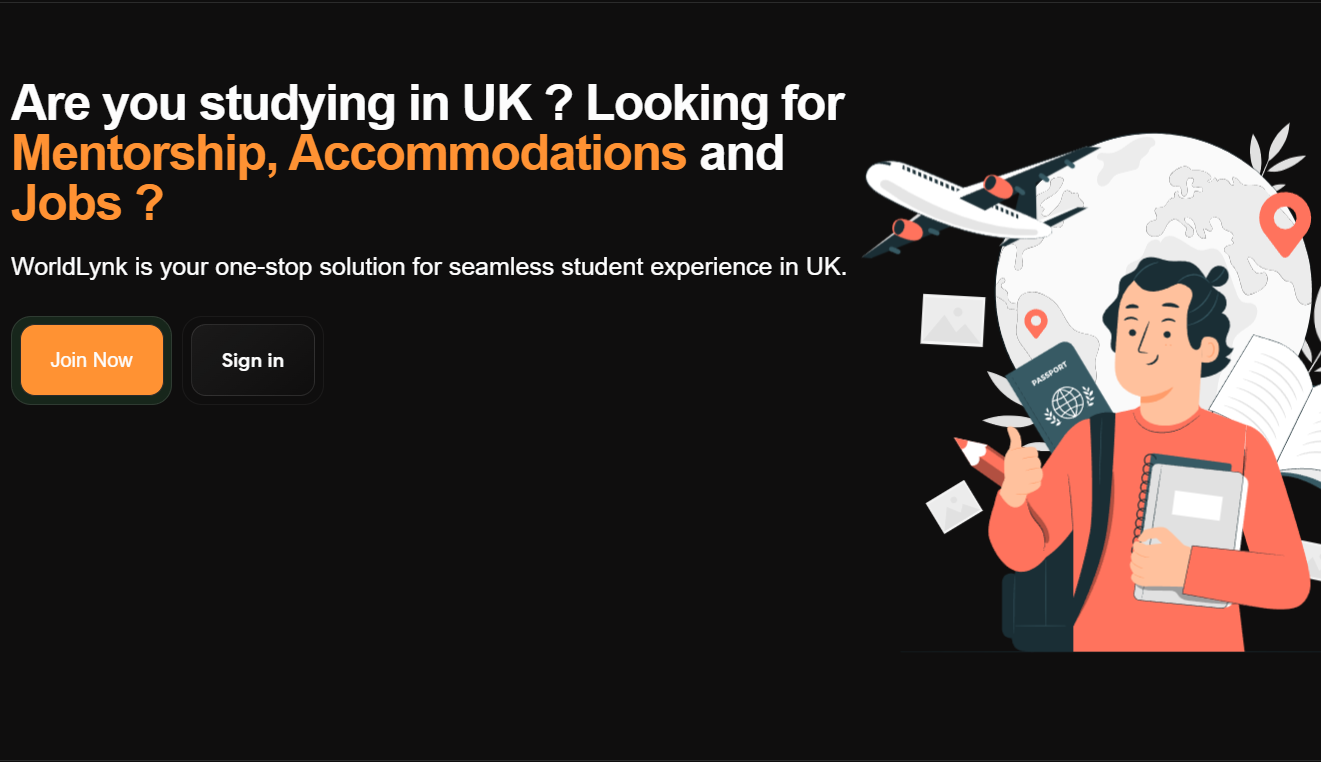 Are you studying in UK ? Looking for
Mentorship, Accommodations and
Jobs ?
WorldLynk is your one-stop solution for seamless student experience in UK.
Join Now
Sign in
PASSPORT